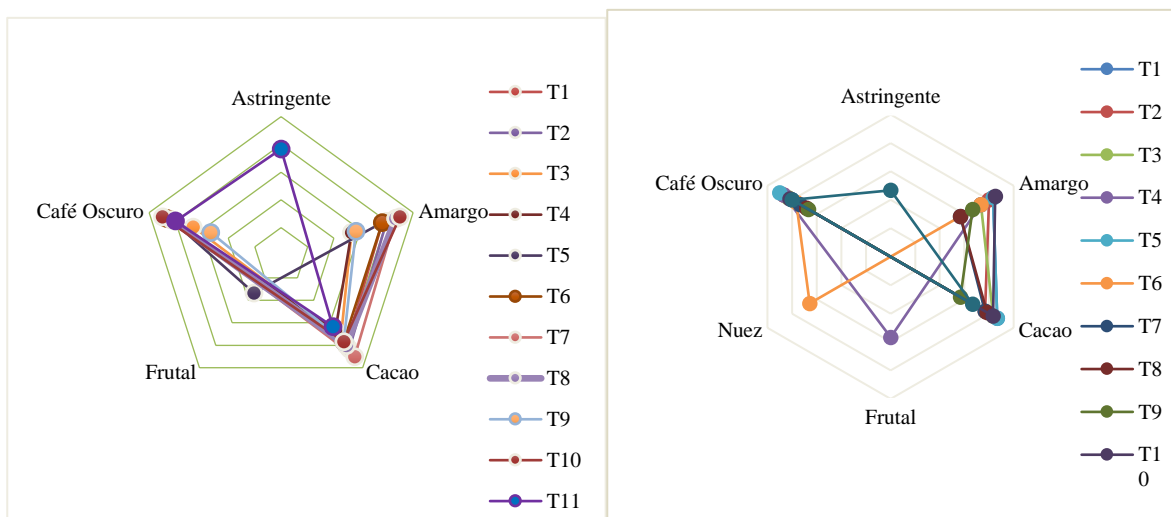 Astringente
Amargo
Cacao
Frutal
Café Oscuro
T1
T2
T3
T4
T5
T6
T7
T8
T9
T10
T11
Astringente
Amargo
Cacao
Frutal
Nuez
Café Oscuro
T1
T2
T3
T4
T5
T6
T7
T8
T9
T1
0